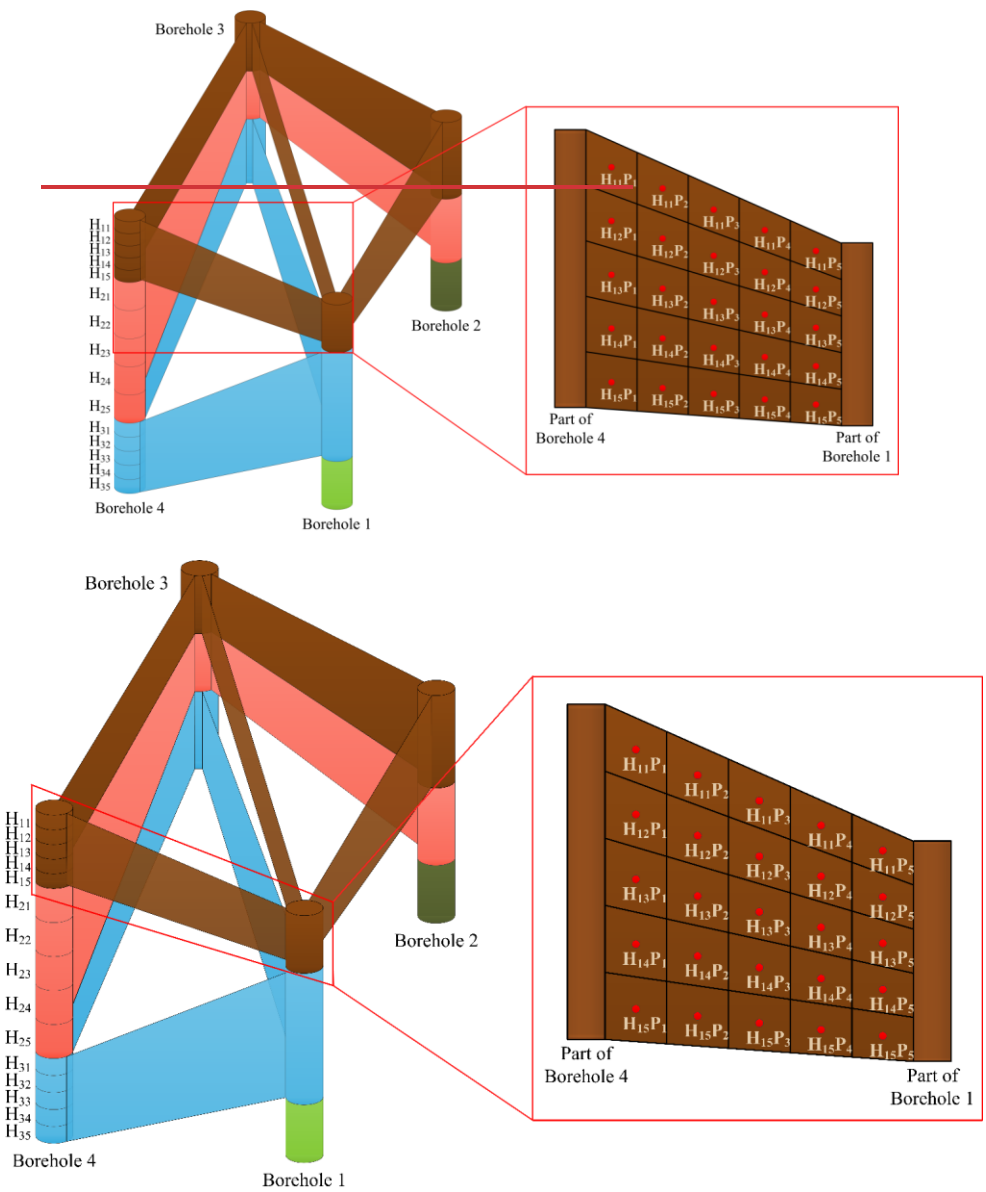 Borehole 3
H11
H12
H13
H14
H15
H21
H22
H23
H24
H25
H31
H32
H33
H34
H35
Borehole 4
Borehole 1
Borehole 2
H11P1
H11P2
H11P3
H11P4
H11P5
H12P1
H12P2
H12P3
H12P4
H12P5
H13P1
H13P2
H13P3
H13P4
H13P5
H14P1
H14P2
H14P3
H14P4
H14P5
H15P1
H15P2
H15P3
H15P4
H15P5
Part of
Borehole 4
Part of
Borehole 1
Borehole 3
H11
H12
H13
H14
H15
H21
H22
H23
H24
H25
H31
H32
H33
H34
H35
Borehole 4
Borehole 1
Borehole 2
H11P1
H11P2
H11P3
H11P4
H11P5
H12P1
H12P2
H12P3
H12P4
H12P5
H13P1
H13P2
H13P3
H13P4
H13P5
H14P1
H14P2
H14P3
H14P4
H14P5
H15P1
H15P2
H15P3
H15P4
H15P5
Part of
Borehole 4
Part of
Borehole 1